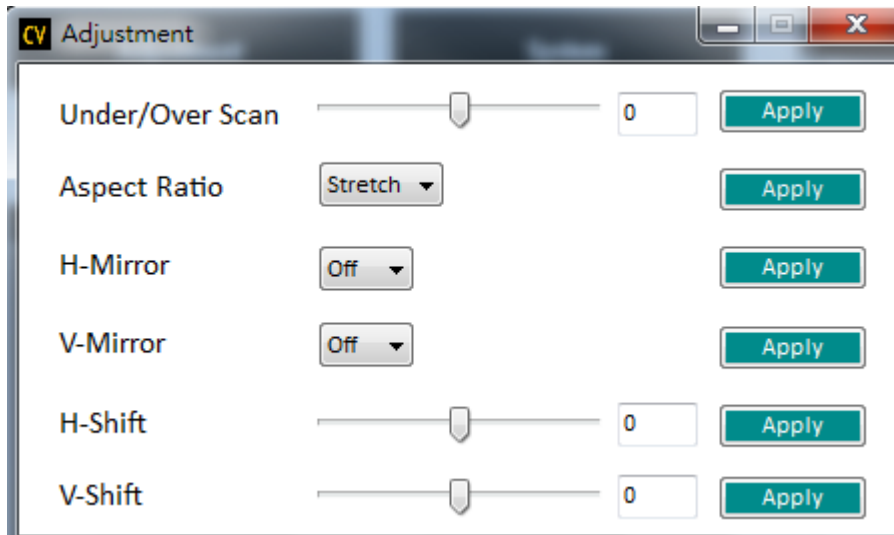 CV Adjustment
Under/Over Scan 0 Apply
Aspect Ratio Stretch Apply
H-Mirror Off Apply
V-Mirror Off Apply
H-Shift 0 Apply
V-Shift 0 Apply